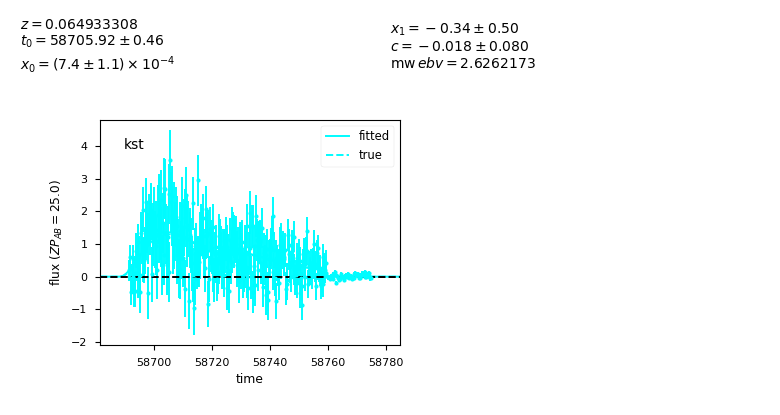 z = 0.064933308
t₀ = 58705.92 ± 0.46
x₀ = (7.4 ± 1.1) × 10⁻⁴
x₁ = −0.34 ± 0.50
c = −0.018 ± 0.080
mw ebv = 2.6262173
kst
fitted
true
4
3
2
1
0
−1
−2
flux (ZP_AB = 25.0)
58700 58720 58740 58760 58780
time